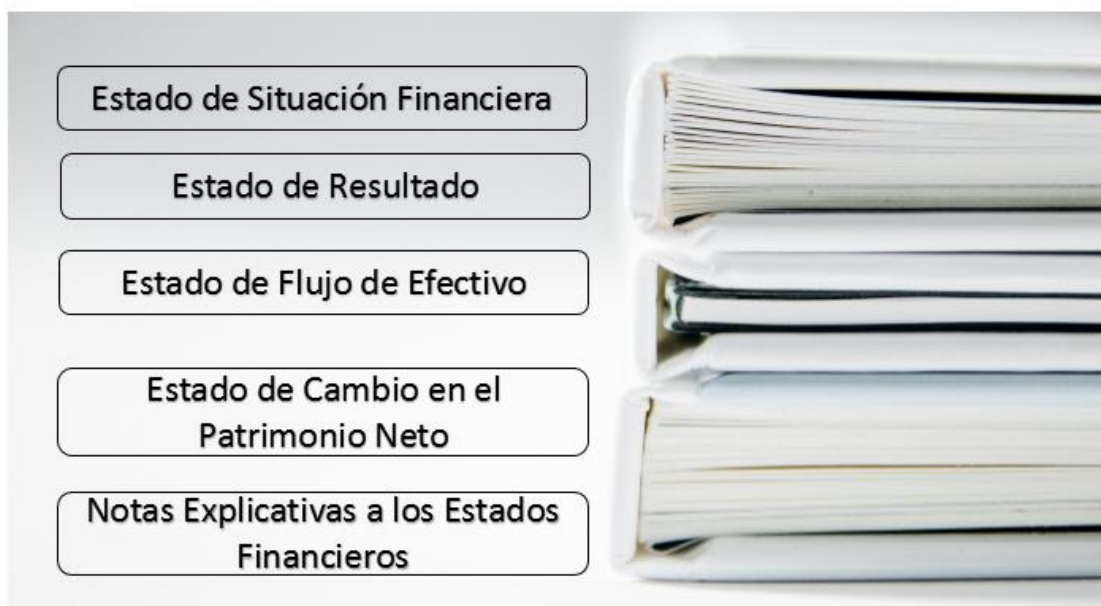 Estado de Situación Financiera
Estado de Resultado
Estado de Flujo de Efectivo
Estado de Cambio en el
Patrimonio Neto
Notas Explicativas a los Estados
Financieros